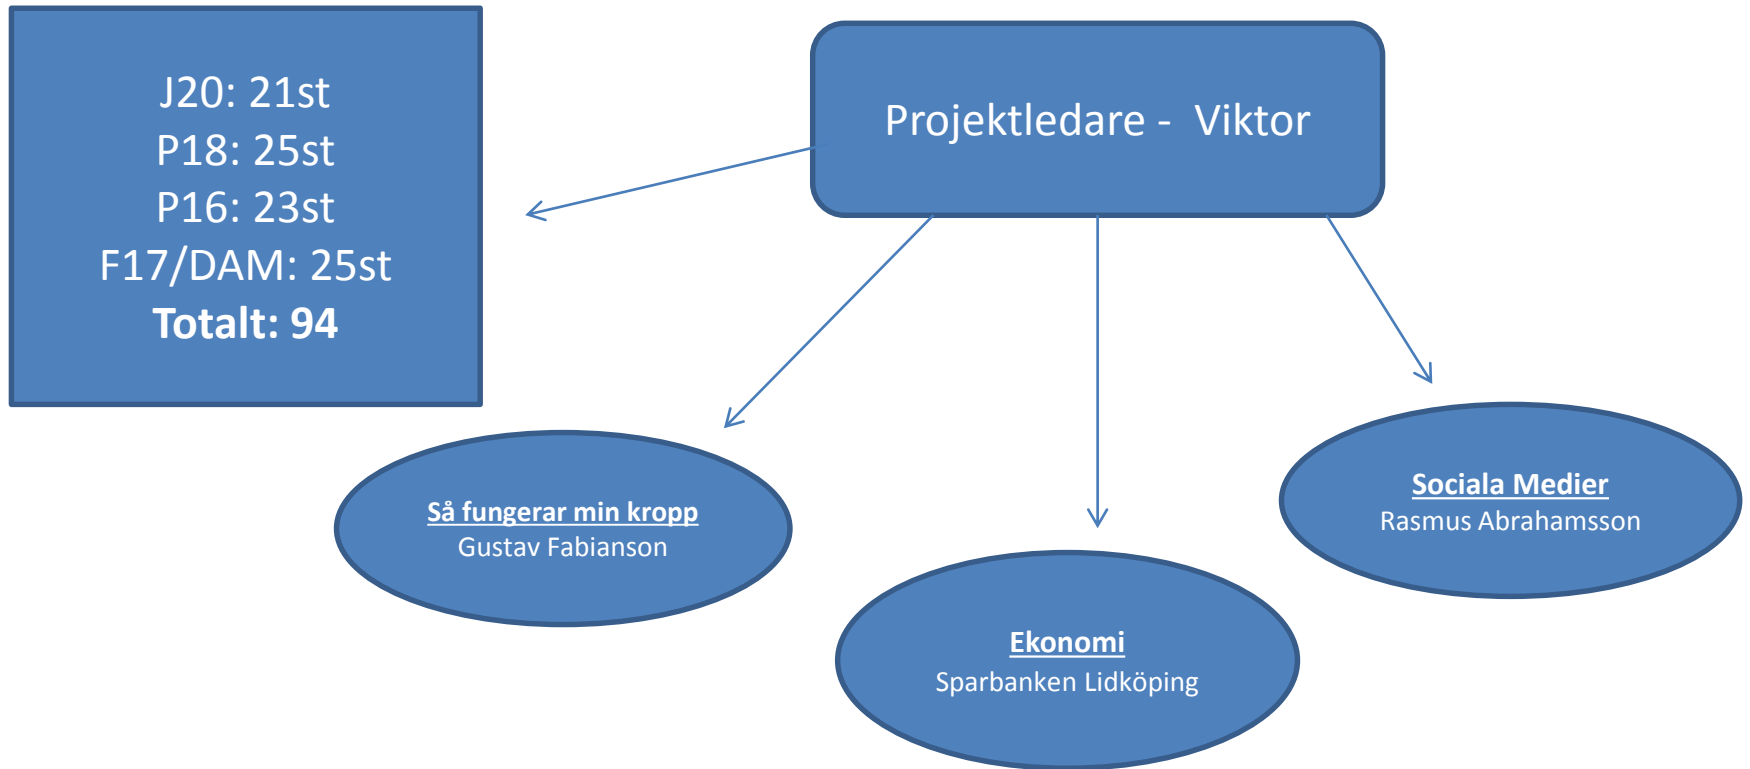 J20: 21st
P18: 25st
P16: 23st
F17/DAM: 25st
Totalt: 94
Projektledare -  Viktor
Så fungerar min kropp
Gustav Fabianson
Ekonomi
Sparbanken Lidköping
Sociala Medier
Rasmus Abrahamsson